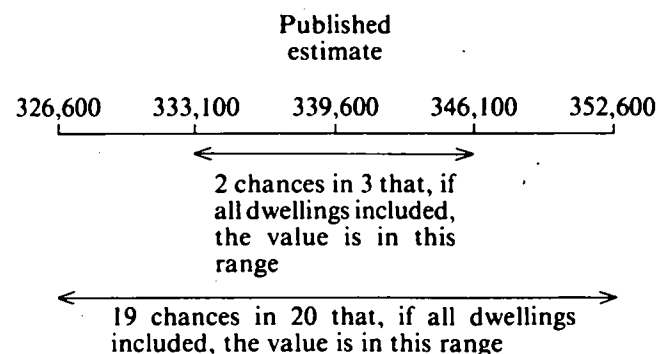 Published
estimate
326,600 333,100 339,600 346,100 352,600
2 chances in 3 that, if
all dwellings included,
the value is in this
range
19 chances in 20 that, if all dwellings
included, the value is in this range